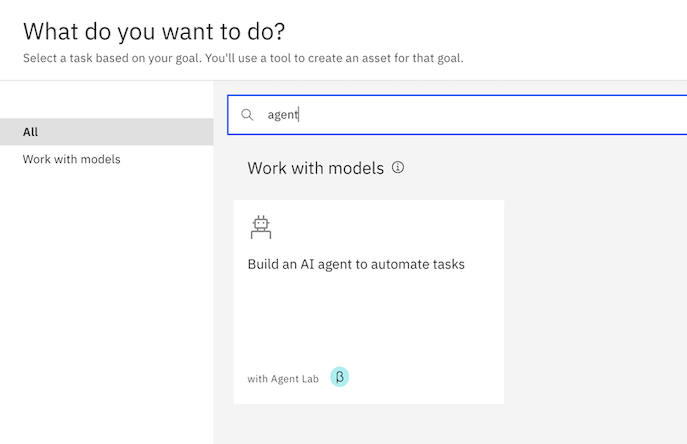 What do you want to do?
Select a task based on your goal. You'll use a tool to create an asset for that goal.
All
Work with models
agent
Work with models
Build an AI agent to automate tasks
with Agent Lab β